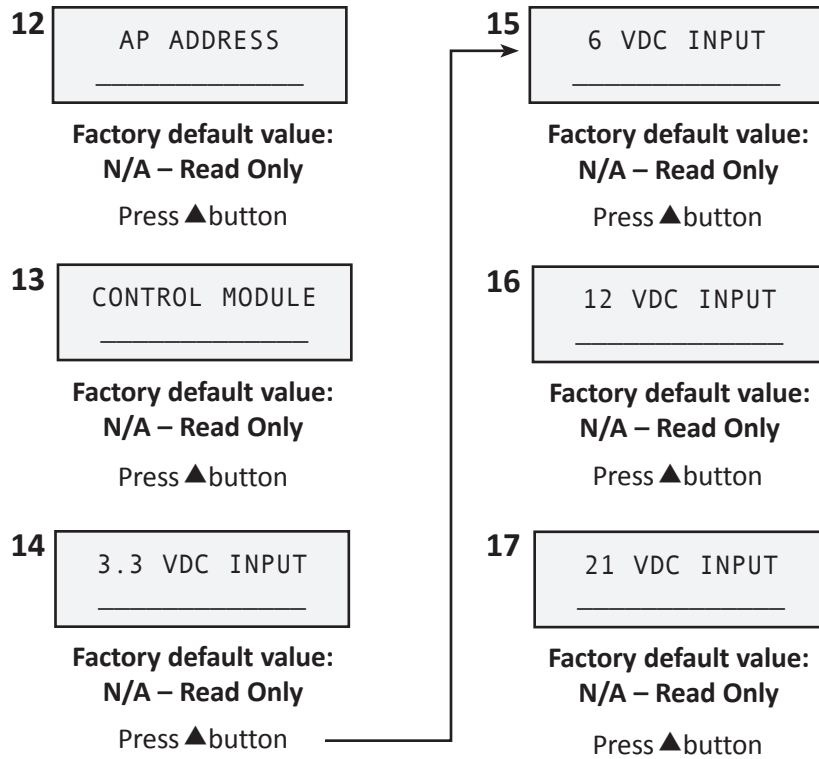 12
AP ADDRESS
Factory default value:
N/A – Read Only
Press ▲button
13
CONTROL MODULE
Factory default value:
N/A – Read Only
Press ▲button
14
3.3 VDC INPUT
Factory default value:
N/A – Read Only
Press ▲button
15
6 VDC INPUT
Factory default value:
N/A – Read Only
Press ▲button
16
12 VDC INPUT
Factory default value:
N/A – Read Only
Press ▲button
17
21 VDC INPUT
Factory default value:
N/A – Read Only
Press ▲button